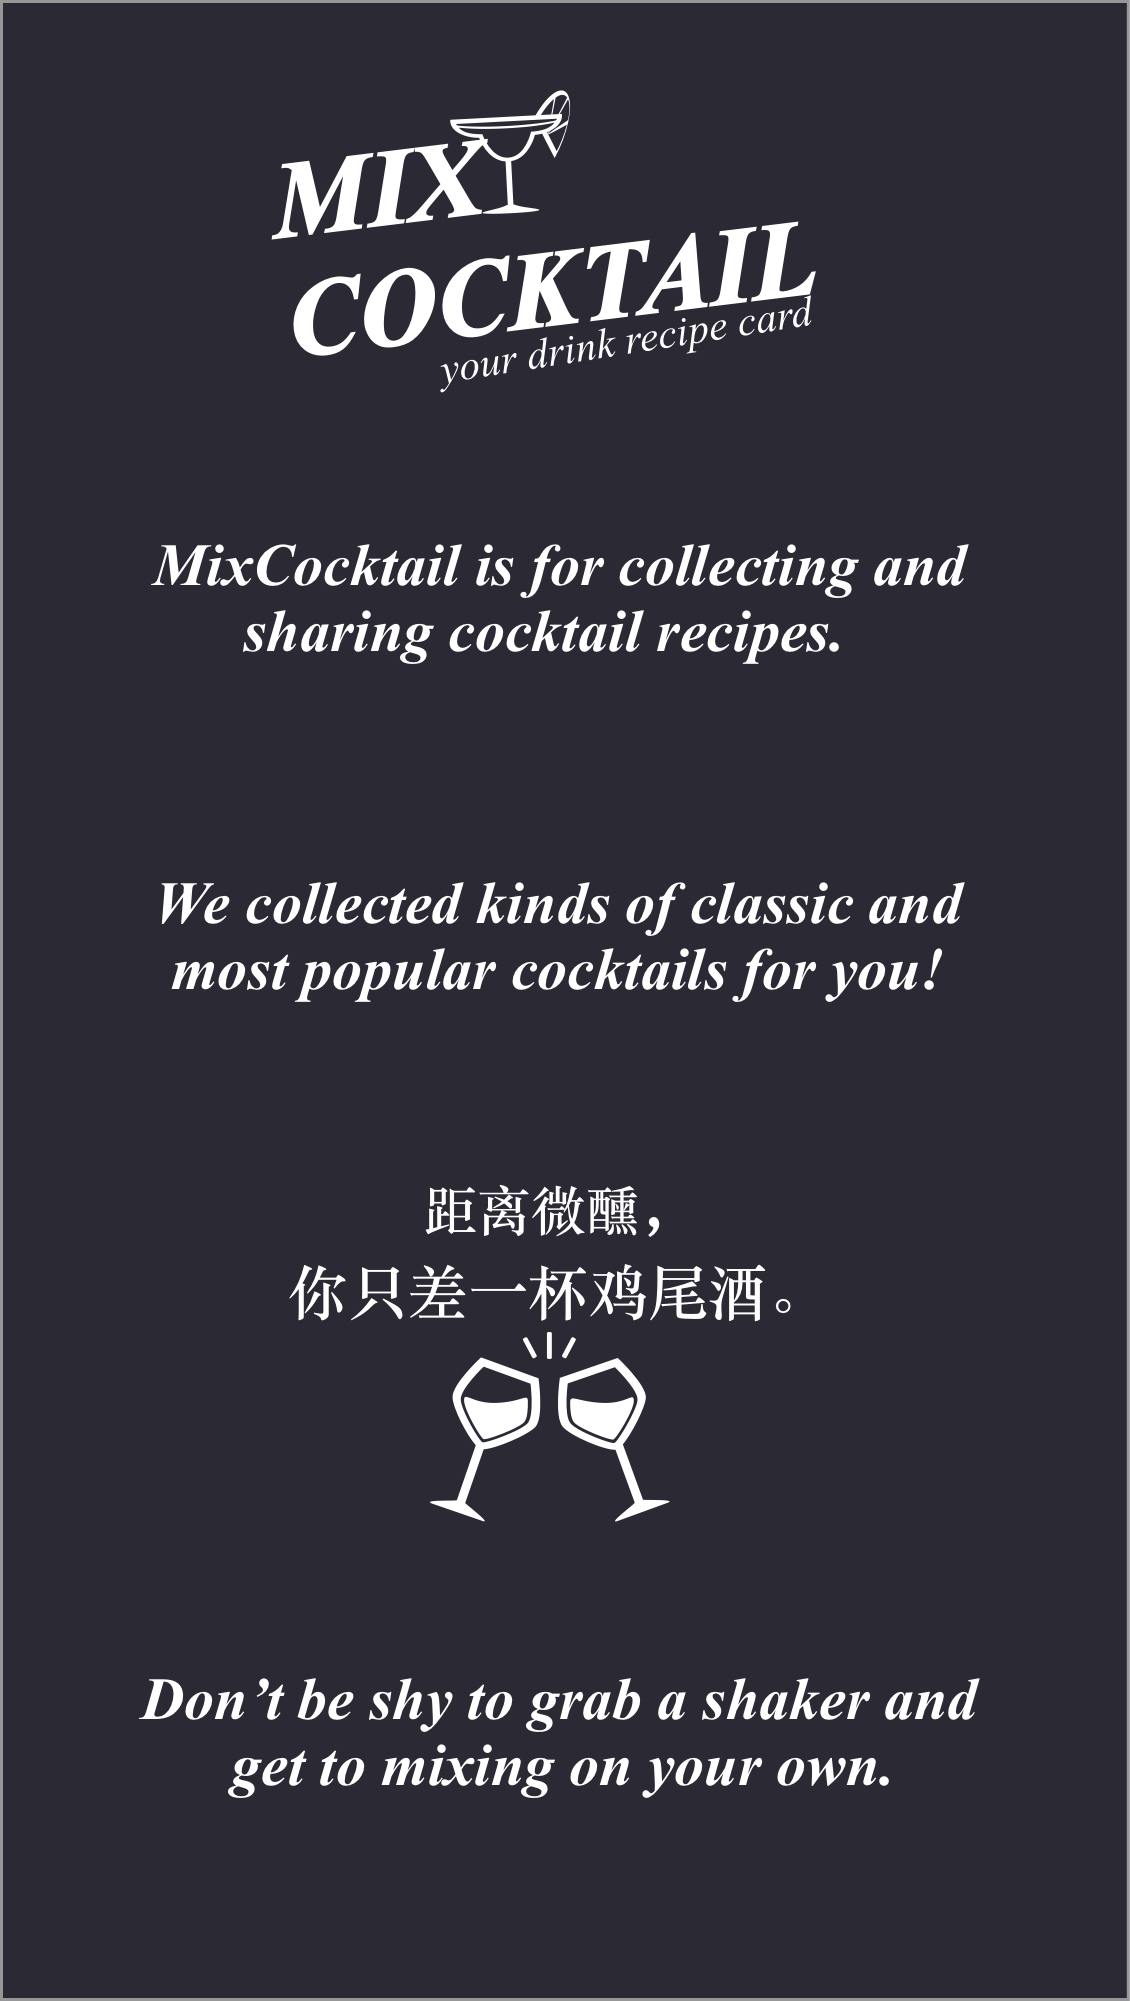 MIX
COCKTAIL
your drink recipe card
MixCocktail is for collecting and
sharing cocktail recipes.
We collected kinds of classic and
most popular cocktails for you!
距离微醺，
你只差一杯鸡尾酒。
Don’t be shy to grab a shaker and
get to mixing on your own.